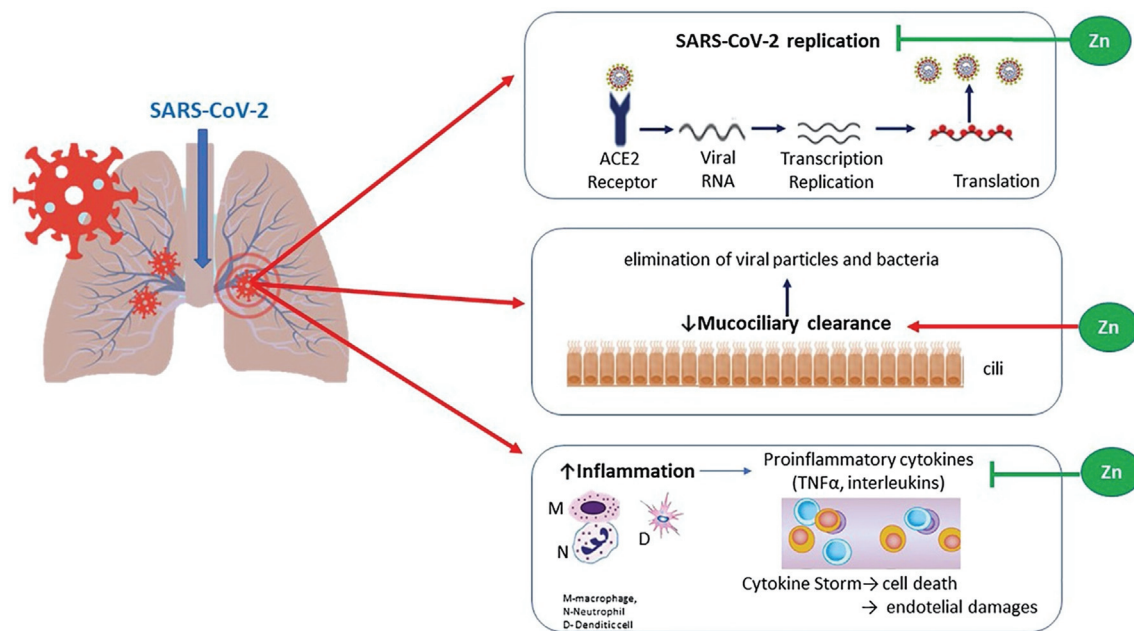 SARS-CoV-2
SARS-CoV-2 replication
Zn
ACE2
Receptor
Viral
RNA
Transcription
Replication
Translation
elimination of viral particles and bacteria
↓Mucociliary clearance
Zn
cili
↑Inflammation
Proinflammatory cytokines
(TNFα, interleukins)
Zn
M
N
D
Cytokine Storm→ cell death
→ endotelial damages
M-macrophage,
N-Neutrophil
D- Denditic cell